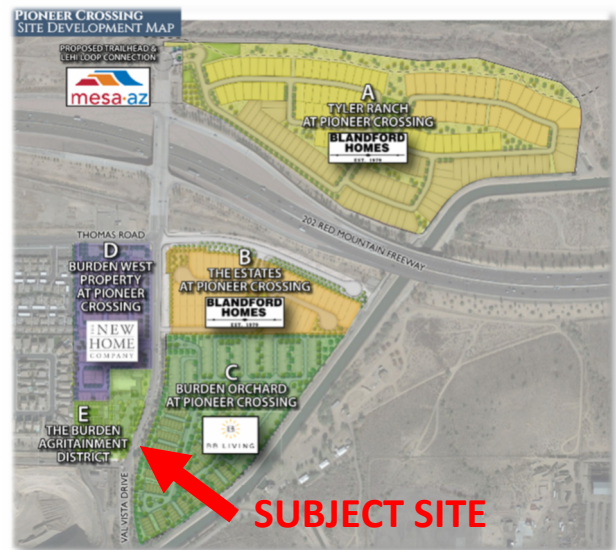 PIONEER CROSSING
SITE DEVELOPMENT MAP
PROPOSED TRAILHEAD &
LEHI LOOP CONNECTION
mesa·az
A
TYLER RANCH
AT PIONEER CROSSING
BLANDFORD
HOMES
EST. 1979
202 RED MOUNTAIN FREEWAY
THOMAS ROAD
D
BURDEN WEST
PROPERTY
AT PIONEER
CROSSING
THE
NEW
HOME
COMPANY
B
THE ESTATES
AT PIONEER CROSSING
BLANDFORD
HOMES
EST. 1979
C
BURDEN ORCHARD
AT PIONEER CROSSING
BB LIVING
E
THE BURDEN
AGRITAINMENT
DISTRICT
VAL VISTA DRIVE
SUBJECT SITE